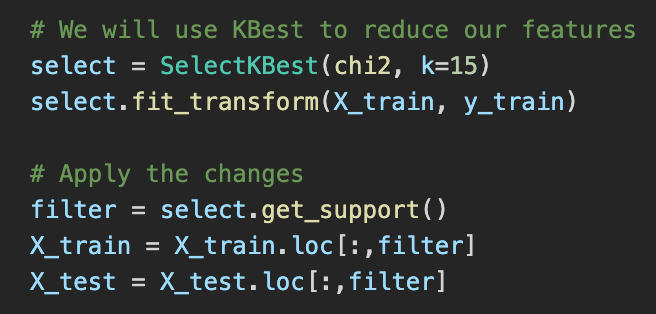 # We will use KBest to reduce our features
select = SelectKBest(chi2, k=15)
select.fit_transform(X_train, y_train)
# Apply the changes
filter = select.get_support()
X_train = X_train.loc[:,filter]
X_test = X_test.loc[:,filter]